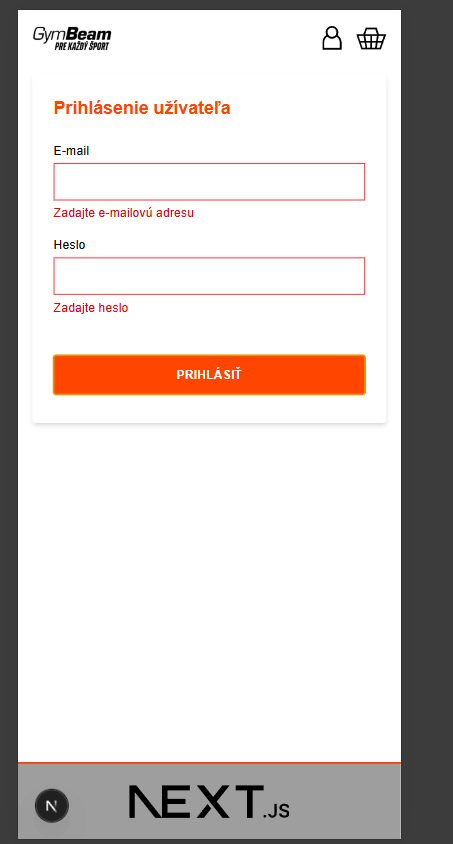 GymBeam
PRE KAŽDÝ ŠPORT
Prihlásenie užívateľa
E-mail
Zadajte e-mailovú adresu
Heslo
Zadajte heslo
PRIHLÁSIŤ
N
NEXT.JS